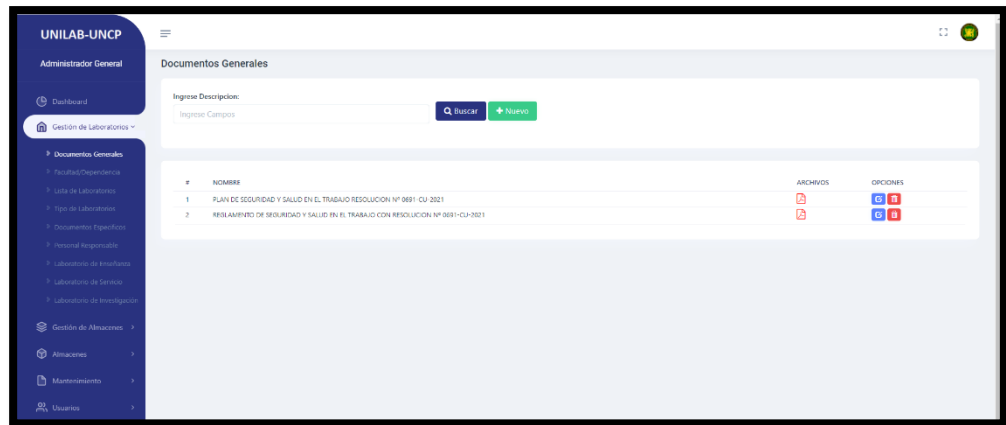 UNILAB-UNCP
Administrador General
Dashboard
Gestión de Laboratorios
Documentos Generales
Facultad/Dependencia
Lista de Laboratorios
Tipo de Laboratorios
Documentos Especificos
Personal Responsable
Laboratorio de Enseñanza
Laboratorio de Servicio
Laboratorio de Investigación
Gestión de Almacenes
Almacenes
Mantenimiento
Usuarios
Documentos Generales
Ingrese Descripcion:
Ingrese Campos
Buscar
Nuevo
# NOMBRE ARCHIVOS OPCIONES
1 PLAN DE SEGURIDAD Y SALUD EN EL TRABAJO RESOLUCION Nº 0691-CU-2021
2 REGLAMENTO DE SEGURIDAD Y SALUD EN EL TRABAJO CON RESOLUCION Nº 0691-CU-2021